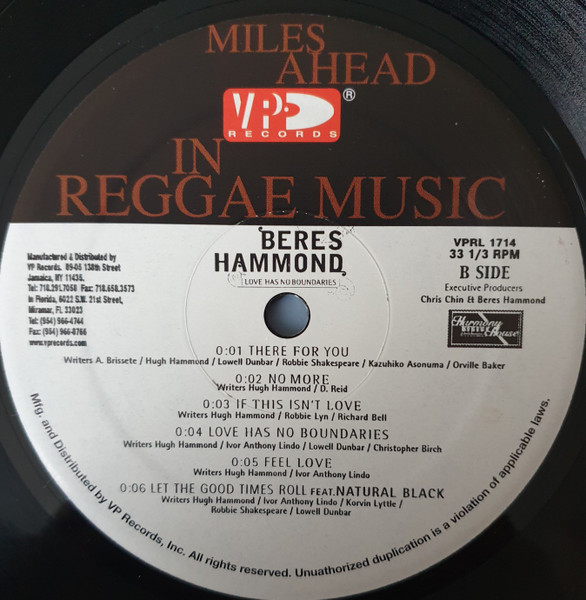 MILES
AHEAD
VP
RECORDS
®
IN
REGGAE MUSIC
BERES
HAMMOND
LOVE HAS NO BOUNDARIES
Manufactured & Distributed by
VP Records. 89-05 138th Street
Jamaica, NY 11435.
Tel: 718.291.7058 Fax: 718.658.3573
In Florida, 6022 S.W. 21st Street,
Miramar, FL 33023
Tel: (954) 966-4744
Fax: (954) 966-8766
www.vprecords.com
VPRL 1714
33 1/3 RPM
B SIDE
Executive Producers
Chris Chin & Beres Hammond
Harmony
House
0:01 THERE FOR YOU
Writers A. Brissete / Hugh Hammond / Lowell Dunbar / Robbie Shakespeare / Kazuhiko Asonuma / Orville Baker
0:02 NO MORE
Writers Hugh Hammond / D. Reid
0:03 IF THIS ISN'T LOVE
Writers Hugh Hammond / Robbie Lyn / Richard Bell
0:04 LOVE HAS NO BOUNDARIES
Writers Hugh Hammond / Ivor Anthony Lindo / Lowell Dunbar / Christopher Birch
0:05 FEEL LOVE
Writers Hugh Hammond / Ivor Anthony Lindo
0:06 LET THE GOOD TIMES ROLL FEAT. NATURAL BLACK
Writers Hugh Hammond / Ivor Anthony Lindo / Korvin Lyttle /
Robbie Shakespeare / Lowell Dunbar
Mfg. and Distributed by VP Records, Inc. All rights reserved. Unauthorized duplication is a violation of applicable laws.